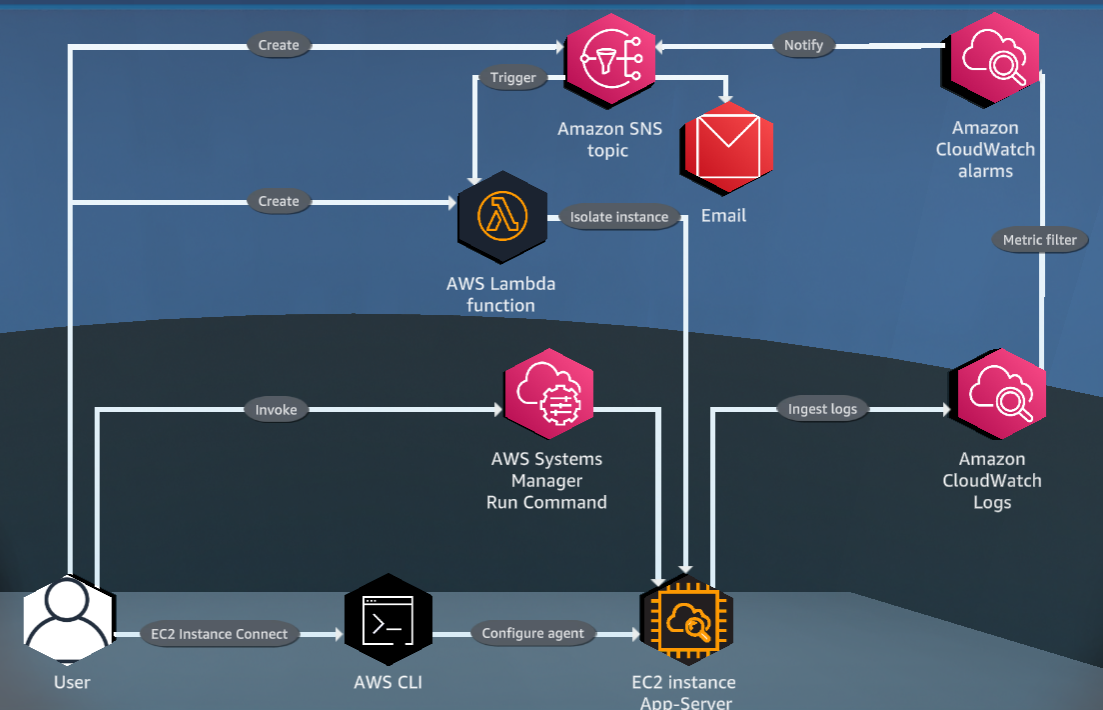 Create
Notify
Trigger
Amazon SNS
topic
Amazon
CloudWatch
alarms
Create
Isolate instance
Email
Metric filter
AWS Lambda
function
Invoke
Ingest logs
AWS Systems
Manager
Run Command
Amazon
CloudWatch
Logs
EC2 Instance Connect
Configure agent
User
AWS CLI
EC2 instance
App-Server